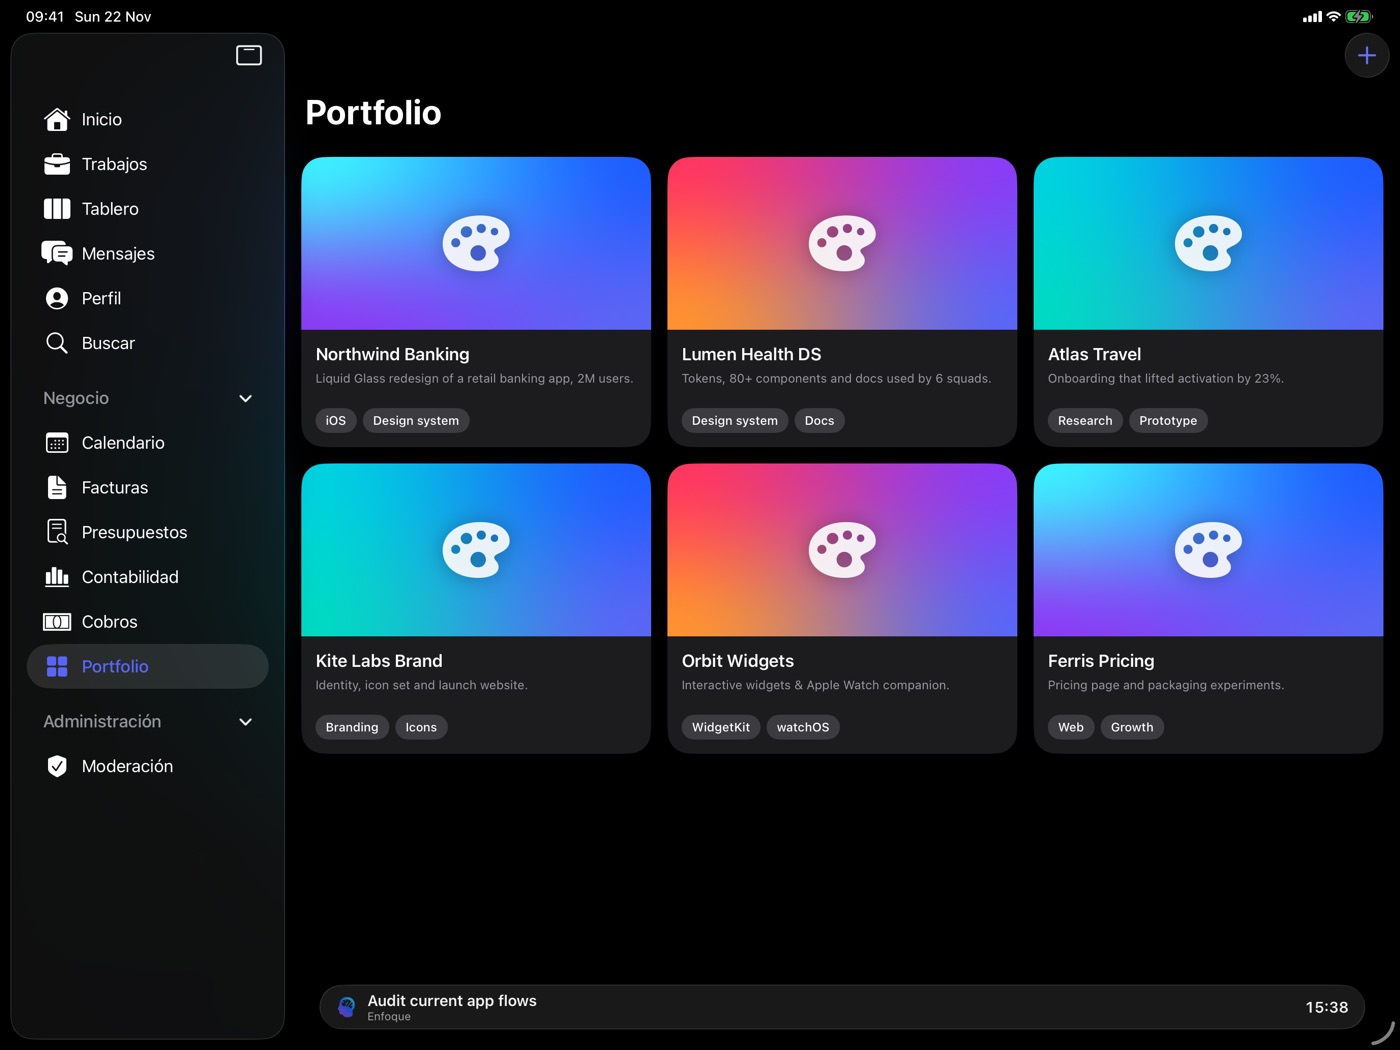 09:41 Sun 22 Nov
Inicio
Trabajos
Tablero
Mensajes
Perfil
Buscar
Negocio
Calendario
Facturas
Presupuestos
Contabilidad
Cobros
Portfolio
Administración
Moderación
Portfolio
Northwind Banking
Liquid Glass redesign of a retail banking app, 2M users.
iOS
Design system
Lumen Health DS
Tokens, 80+ components and docs used by 6 squads.
Design system
Docs
Atlas Travel
Onboarding that lifted activation by 23%.
Research
Prototype
Kite Labs Brand
Identity, icon set and launch website.
Branding
Icons
Orbit Widgets
Interactive widgets & Apple Watch companion.
WidgetKit
watchOS
Ferris Pricing
Pricing page and packaging experiments.
Web
Growth
Audit current app flows
Enfoque
15:38